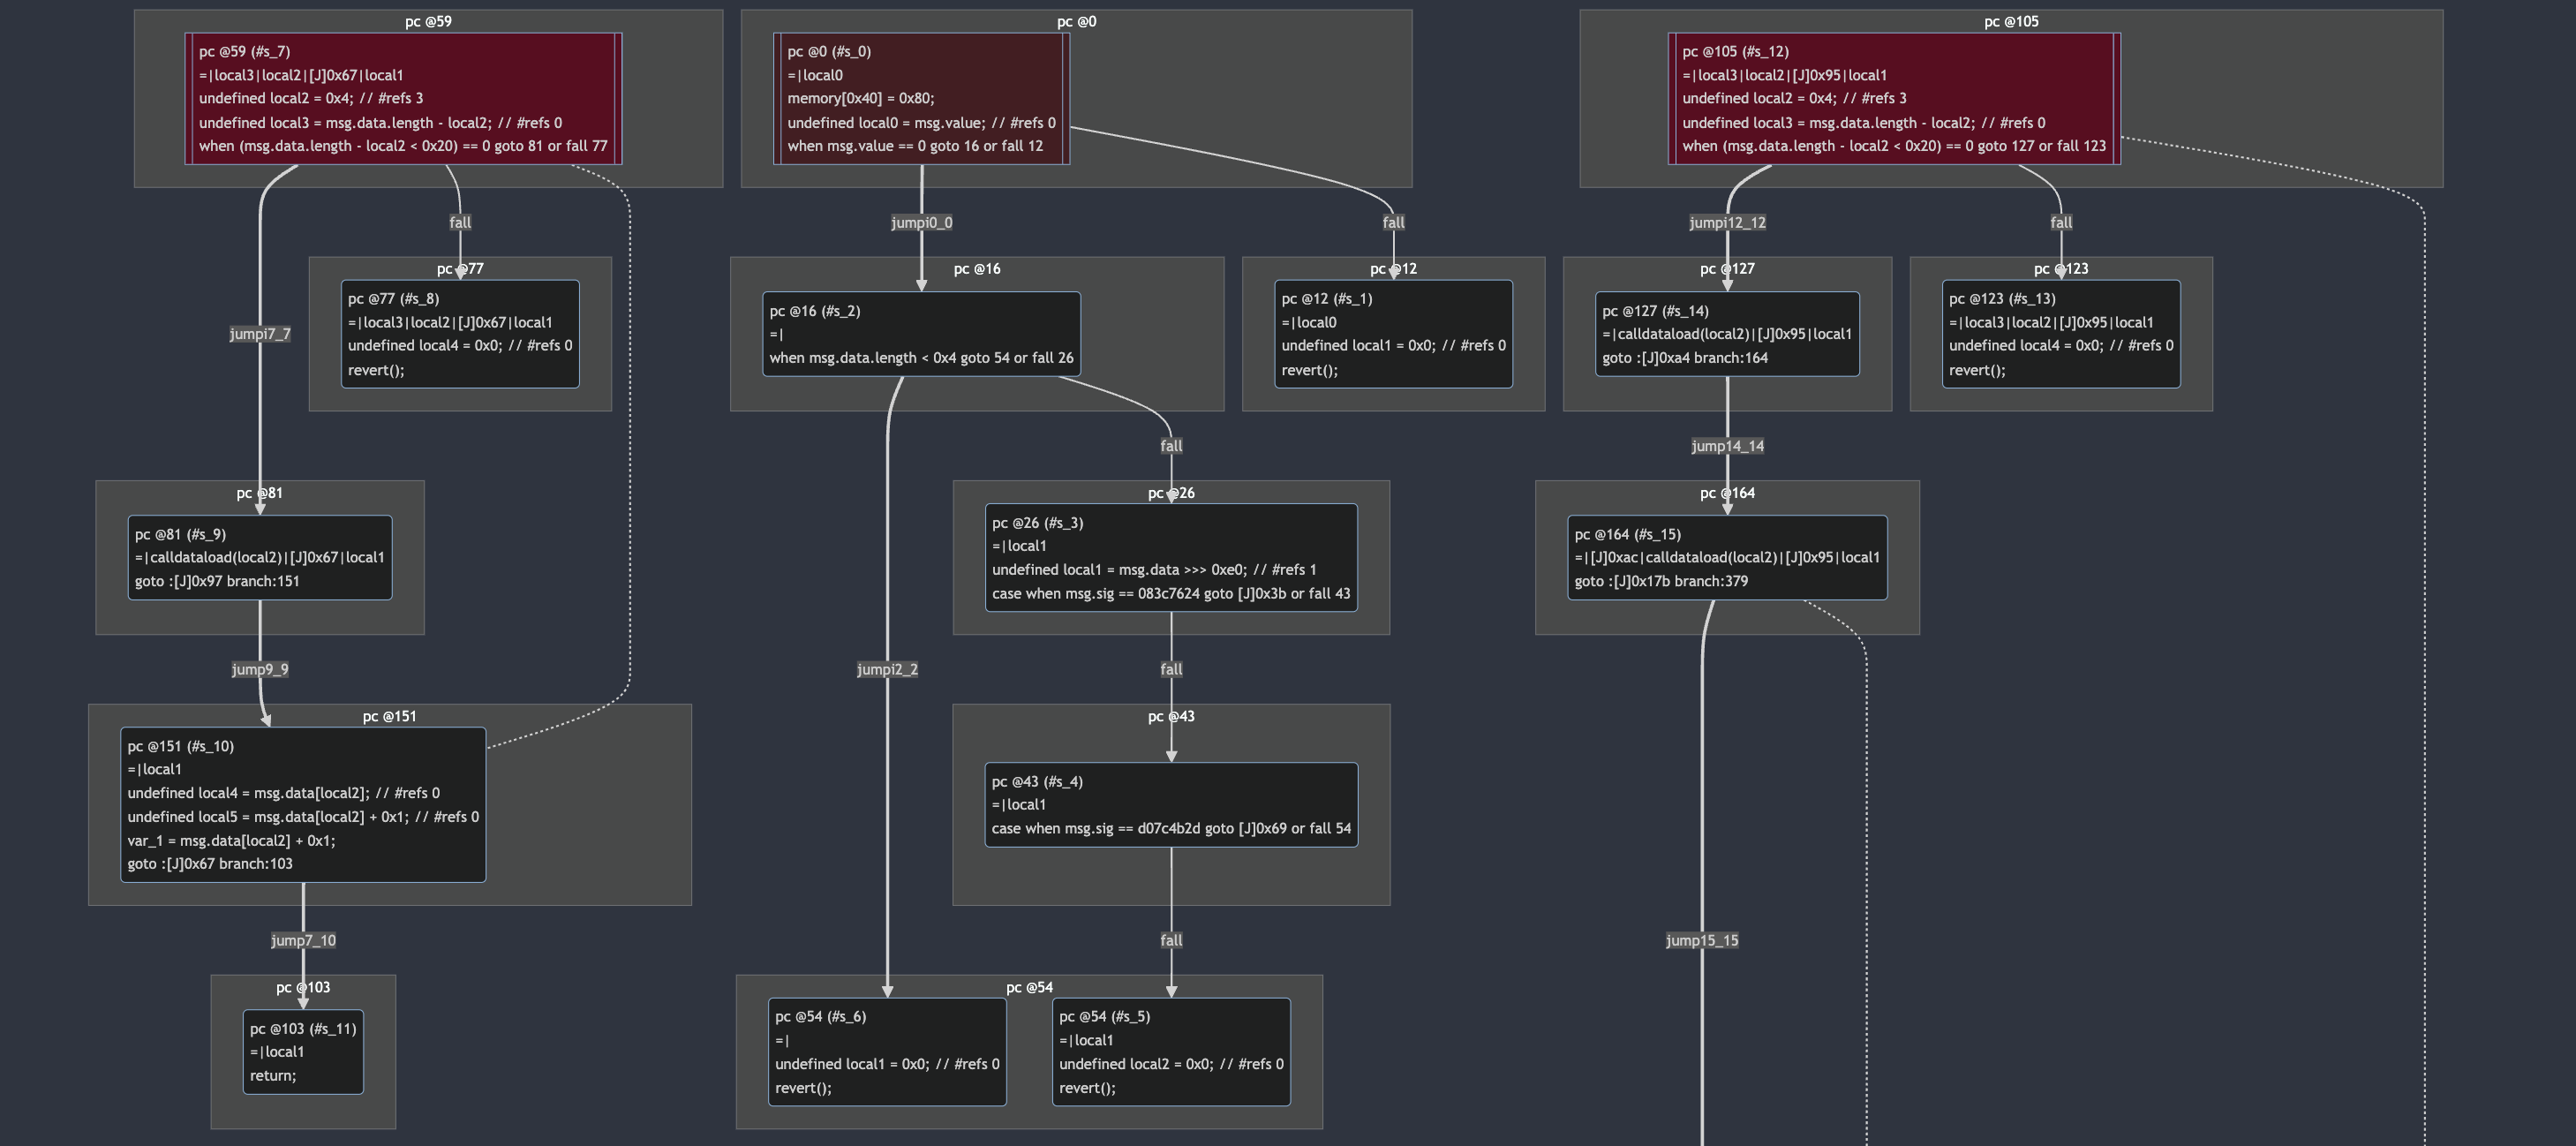 pc @59
pc @59 (#s_7)
=|local3|local2|[J]0x67|local1
undefined local2 = 0x4; // #refs 3
undefined local3 = msg.data.length - local2; // #refs 0
when (msg.data.length - local2 < 0x20) == 0 goto 81 or fall 77
pc @0
pc @0 (#s_0)
=|local0
memory[0x40] = 0x80;
undefined local0 = msg.value; // #refs 0
when msg.value == 0 goto 16 or fall 12
pc @105
pc @105 (#s_12)
=|local3|local2|[J]0x95|local1
undefined local2 = 0x4; // #refs 3
undefined local3 = msg.data.length - local2; // #refs 0
when (msg.data.length - local2 < 0x20) == 0 goto 127 or fall 123
fall
jumpi0_0
fall
jumpi12_12
fall
pc @77
pc @77 (#s_8)
=|local3|local2|[J]0x67|local1
undefined local4 = 0x0; // #refs 0
revert();
pc @16
pc @16 (#s_2)
=|
when msg.data.length < 0x4 goto 54 or fall 26
pc @12
pc @12 (#s_1)
=|local0
undefined local1 = 0x0; // #refs 0
revert();
pc @127
pc @127 (#s_14)
=|calldataload(local2)|[J]0x95|local1
goto :[J]0xa4 branch:164
pc @123
pc @123 (#s_13)
=|local3|local2|[J]0x95|local1
undefined local4 = 0x0; // #refs 0
revert();
jumpi7_7
fall
jump14_14
pc @81
pc @81 (#s_9)
=|calldataload(local2)|[J]0x67|local1
goto :[J]0x97 branch:151
pc @26
pc @26 (#s_3)
=|local1
undefined local1 = msg.data >>> 0xe0; // #refs 1
case when msg.sig == 083c7624 goto [J]0x3b or fall 43
pc @164
pc @164 (#s_15)
=|[J]0xac|calldataload(local2)|[J]0x95|local1
goto :[J]0x17b branch:379
jump9_9
jumpi2_2
fall
pc @151
pc @151 (#s_10)
=|local1
undefined local4 = msg.data[local2]; // #refs 0
undefined local5 = msg.data[local2] + 0x1; // #refs 0
var_1 = msg.data[local2] + 0x1;
goto :[J]0x67 branch:103
pc @43
pc @43 (#s_4)
=|local1
case when msg.sig == d07c4b2d goto [J]0x69 or fall 54
jump7_10
fall
jump15_15
pc @103
pc @103 (#s_11)
=|local1
return;
pc @54
pc @54 (#s_6)
=|
undefined local1 = 0x0; // #refs 0
revert();
pc @54 (#s_5)
=|local1
undefined local2 = 0x0; // #refs 0
revert();